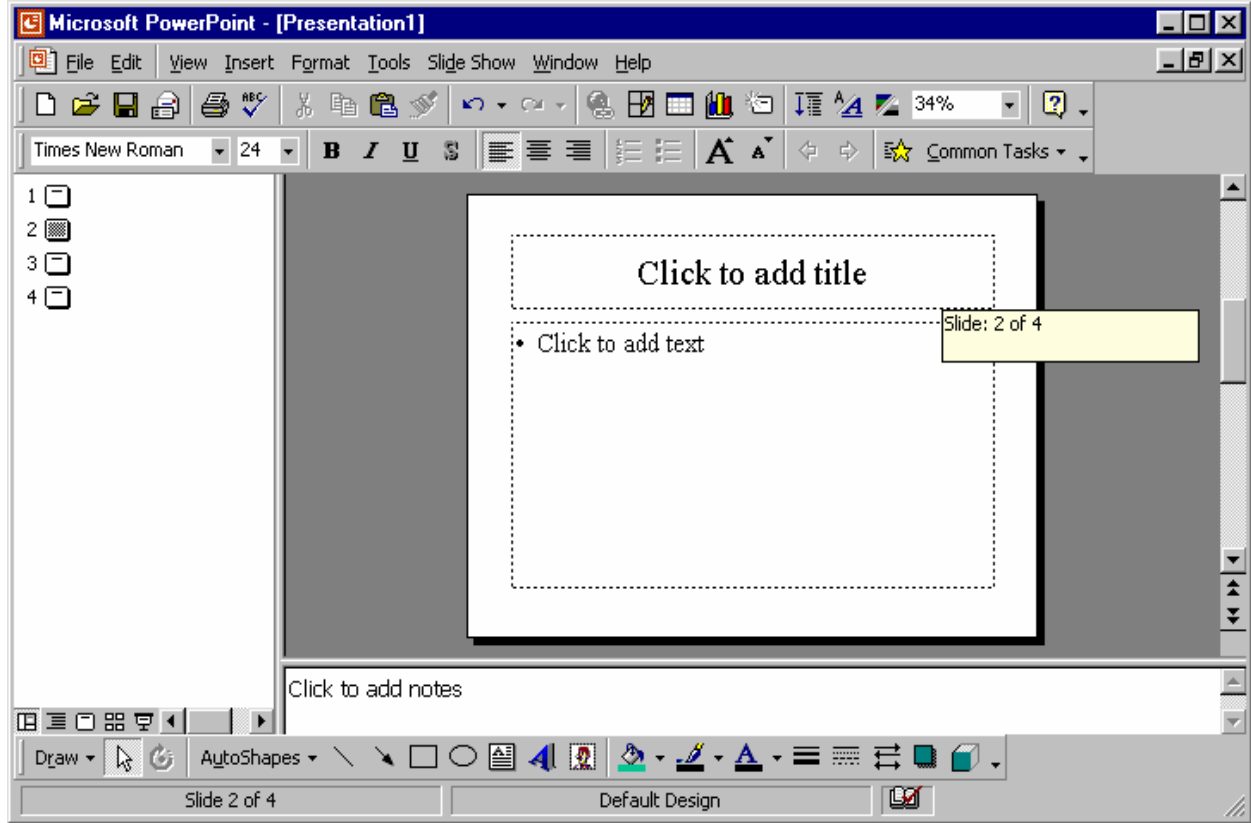 Microsoft PowerPoint - [Presentation1]
File Edit View Insert Format Tools Slide Show Window Help
ABC 34%
Times New Roman 24 B I U S A A Common Tasks
1
2
3
4
Click to add title
Slide: 2 of 4
• Click to add text
Click to add notes
Draw AutoShapes A A
Slide 2 of 4 Default Design